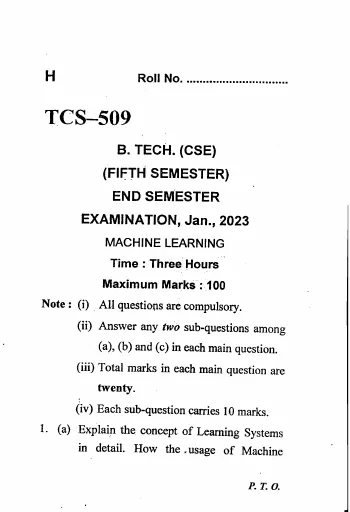 H Roll No. ..............................
TCS–509
B. TECH. (CSE)
(FIFTH SEMESTER)
END SEMESTER
EXAMINATION, Jan., 2023
MACHINE LEARNING
Time : Three Hours
Maximum Marks : 100
Note : (i) All questions are compulsory.
(ii) Answer any two sub-questions among
(a), (b) and (c) in each main question.
(iii) Total marks in each main question are
twenty.
(iv) Each sub-question carries 10 marks.
1. (a) Explain the concept of Learning Systems
in detail. How the usage of Machine
P. T. O.